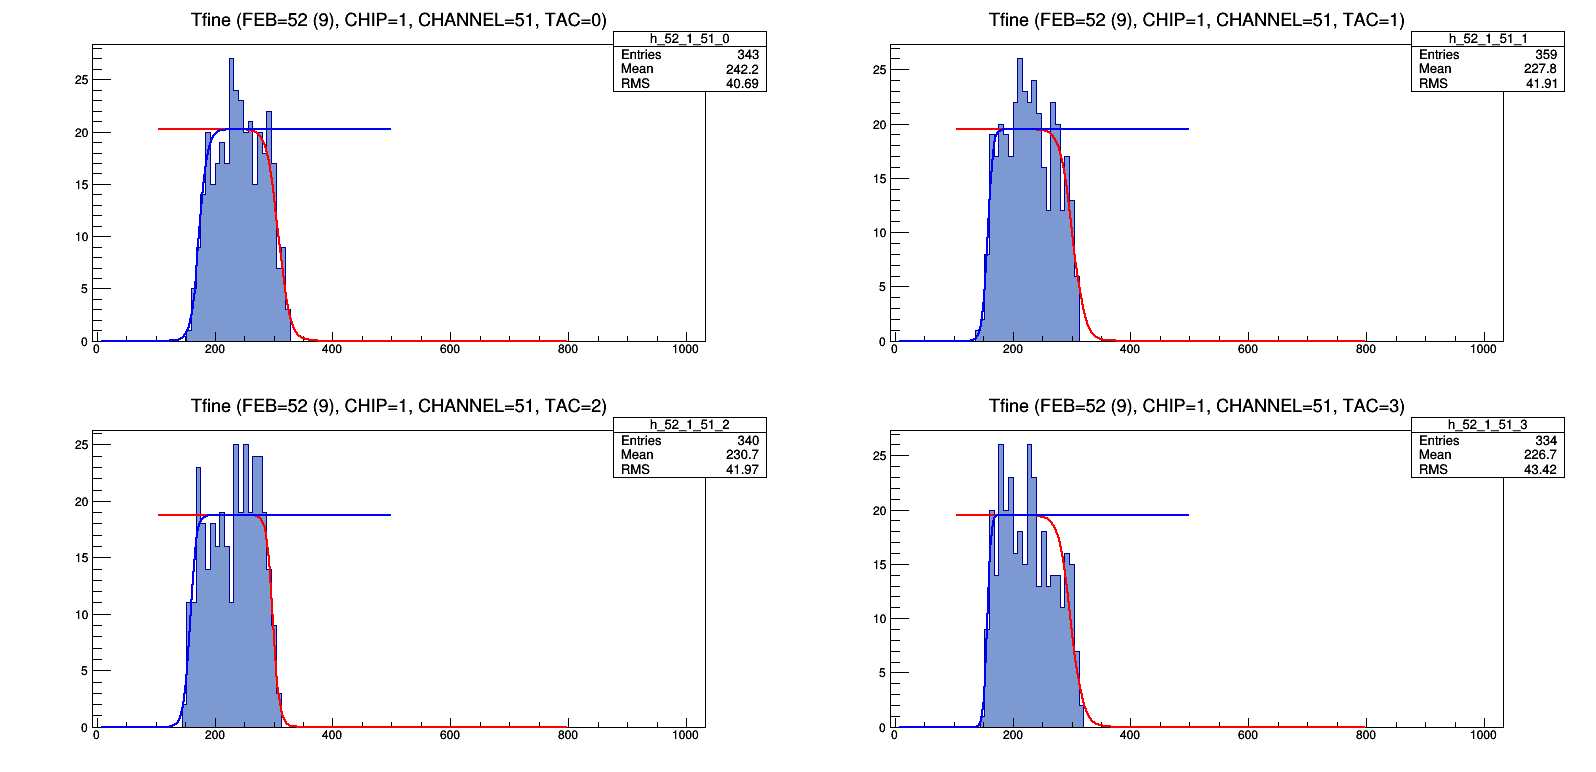 Tfine (FEB=52 (9), CHIP=1, CHANNEL=51, TAC=0)
h_52_1_51_0
Entries 343
Mean 242.2
RMS 40.69
25
20
15
10
5
0
0 200 400 600 800 1000
Tfine (FEB=52 (9), CHIP=1, CHANNEL=51, TAC=1)
h_52_1_51_1
Entries 359
Mean 227.8
RMS 41.91
25
20
15
10
5
0
0 200 400 600 800 1000
Tfine (FEB=52 (9), CHIP=1, CHANNEL=51, TAC=2)
h_52_1_51_2
Entries 340
Mean 230.7
RMS 41.97
25
20
15
10
5
0
0 200 400 600 800 1000
Tfine (FEB=52 (9), CHIP=1, CHANNEL=51, TAC=3)
h_52_1_51_3
Entries 334
Mean 226.7
RMS 43.42
25
20
15
10
5
0
0 200 400 600 800 1000